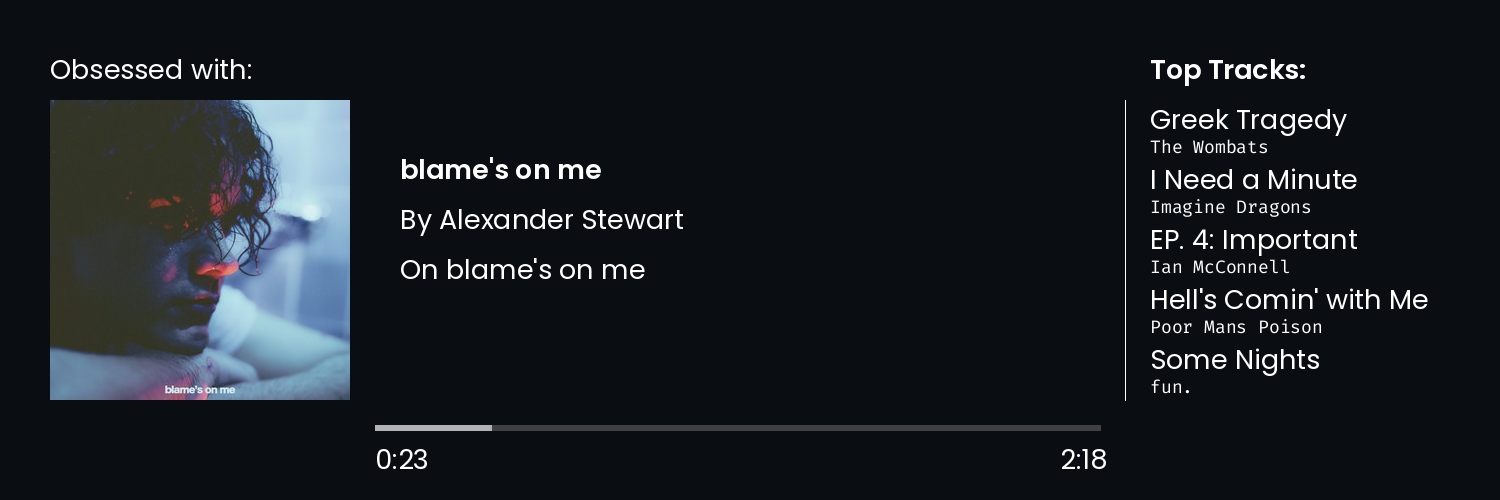 Obsessed with:
blame's on me
blame's on me
By Alexander Stewart
On blame's on me
0:23
2:18
Top Tracks:
Greek Tragedy
The Wombats
I Need a Minute
Imagine Dragons
EP. 4: Important
Ian McConnell
Hell's Comin' with Me
Poor Mans Poison
Some Nights
fun.